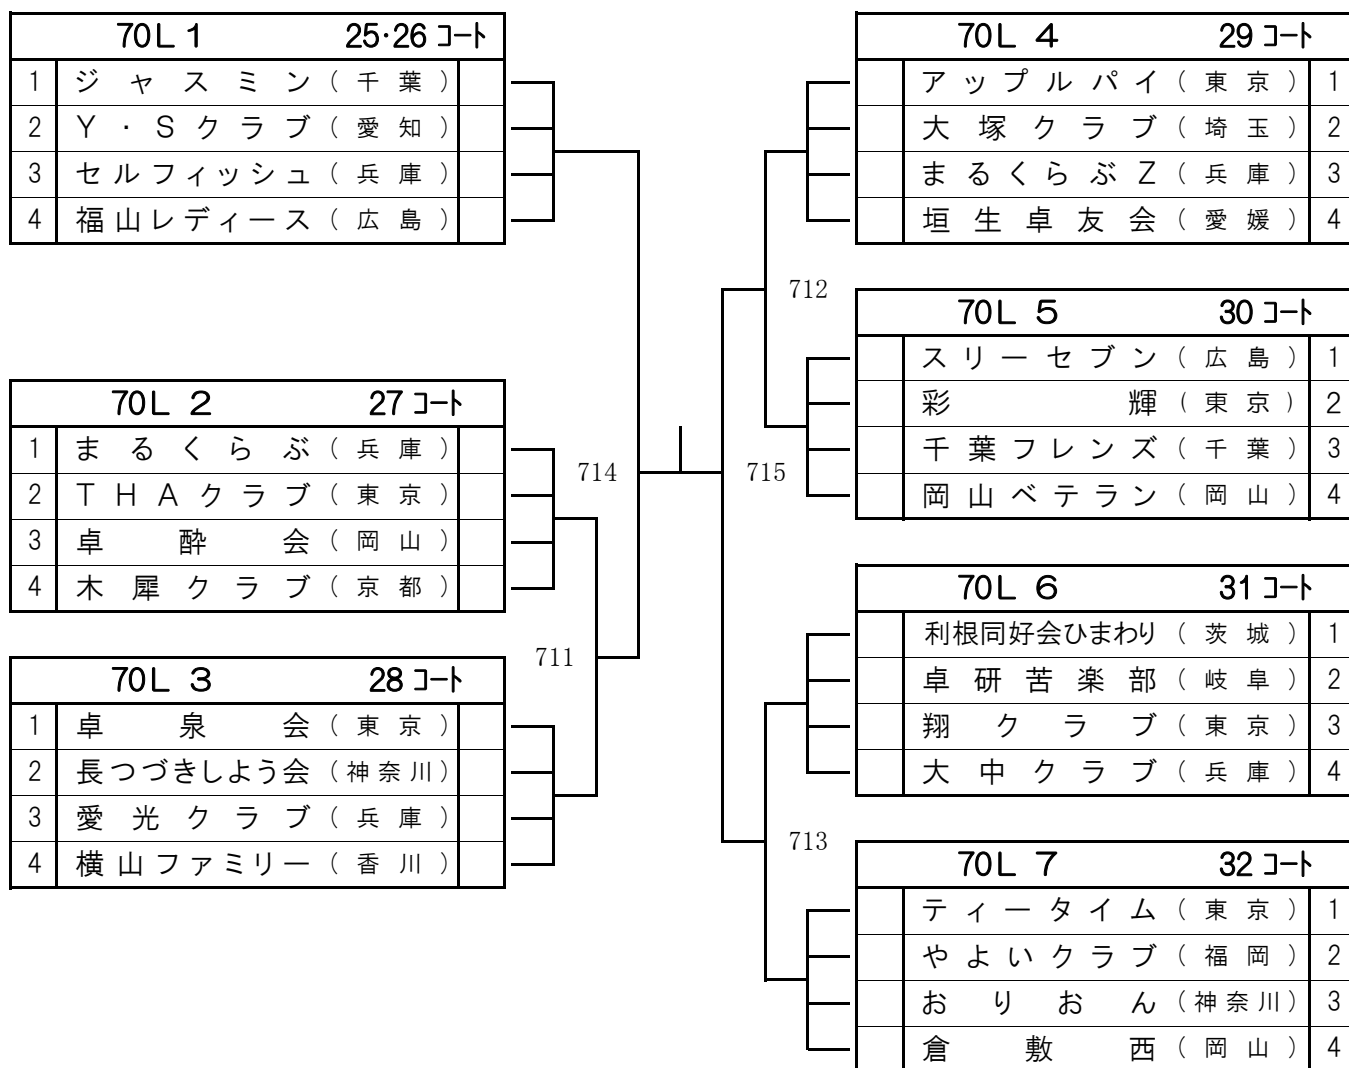 70L 1 25·26 コート
1 ジャスミン (千葉)
2 Y・Sクラブ (愛知)
3 セルフィッシュ (兵庫)
4 福山レディース (広島)
70L 2 27 コート
1 まるくらぶ (兵庫)
2 THAクラブ (東京)
3 卓酔会 (岡山)
4 木犀クラブ (京都)
714
711
70L 3 28 コート
1 卓泉会 (東京)
2 長つづきしよう会 (神奈川)
3 愛光クラブ (兵庫)
4 横山ファミリー (香川)
70L 4 29 コート
アップルパイ (東京) 1
大塚クラブ (埼玉) 2
まるくらぶZ (兵庫) 3
垣生卓友会 (愛媛) 4
712
70L 5 30 コート
スリーセブン (広島) 1
彩輝 (東京) 2
千葉フレンズ (千葉) 3
岡山ベテラン (岡山) 4
715
70L 6 31 コート
利根同好会ひまわり (茨城) 1
卓研苦楽部 (岐阜) 2
翔クラブ (東京) 3
大中クラブ (兵庫) 4
713
70L 7 32 コート
ティータイム (東京) 1
やよいクラブ (福岡) 2
おりおん (神奈川) 3
倉敷西 (岡山) 4